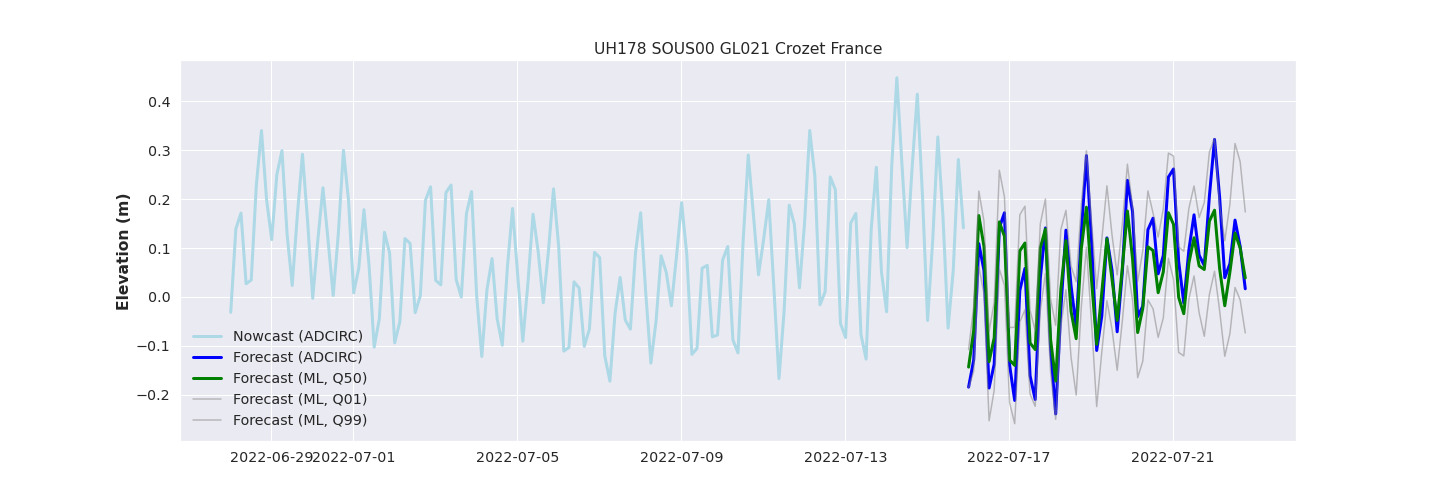 UH178 SOUS00 GL021 Crozet France
Elevation (m)
0.4
0.3
0.2
0.1
0.0
−0.1
−0.2
Nowcast (ADCIRC)
Forecast (ADCIRC)
Forecast (ML, Q50)
Forecast (ML, Q01)
Forecast (ML, Q99)
2022-06-29 2022-07-01 2022-07-05 2022-07-09 2022-07-13 2022-07-17 2022-07-21